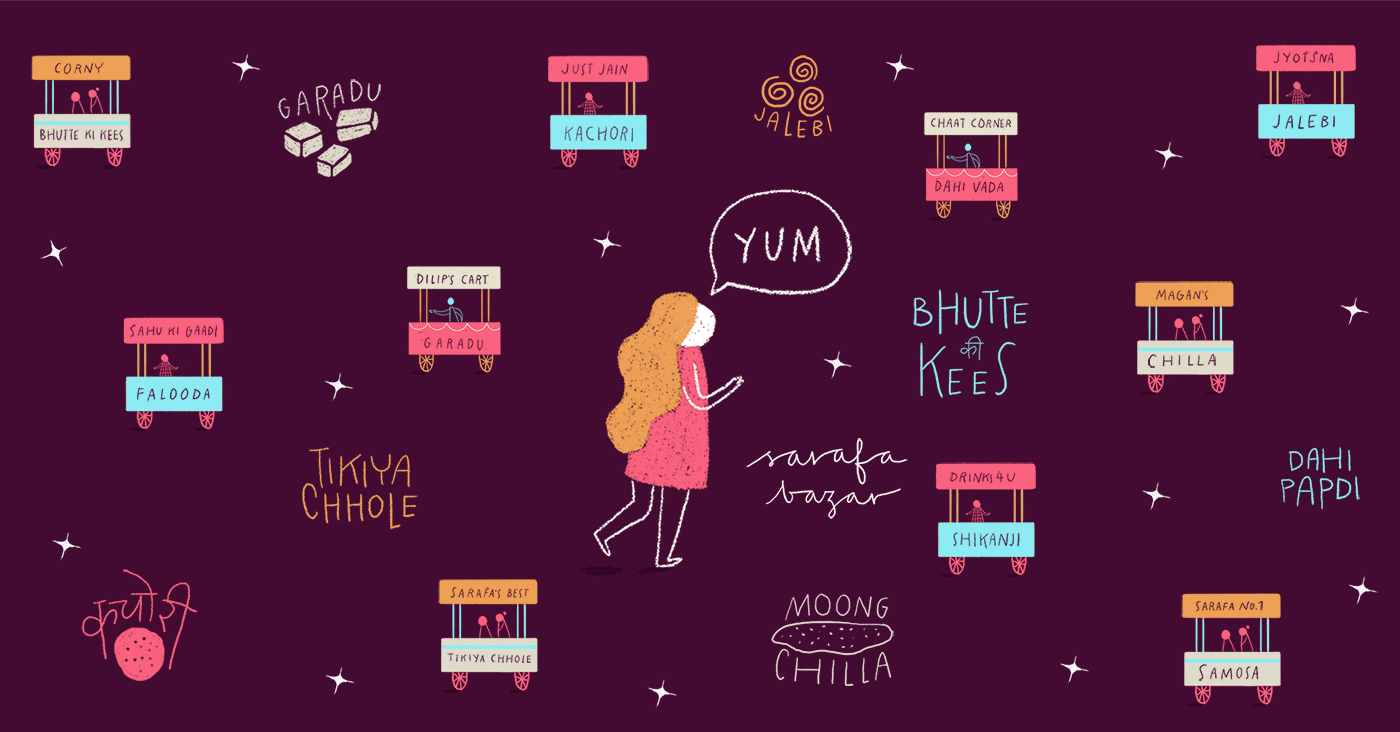 CORNY
BHUTTE KI KEES
GARADU
JUST JAIN
KACHORI
JALEBI
CHAAT CORNER
DAHI VADA
JYOTSNA
JALEBI
YUM
SAHU KI GAADI
FALOODA
DILIP'S CART
GARADU
BHUTTE
की
KEES
MAGAN'S
CHILLA
TIKIYA
CHHOLE
sarafa
bazar
DRINKS4U
SHIKANJI
DAHI
PAPDI
कचोरी
SARAFA'S BEST
TIKIYA CHHOLE
MOONG
CHILLA
SARAFA NO.1
SAMOSA